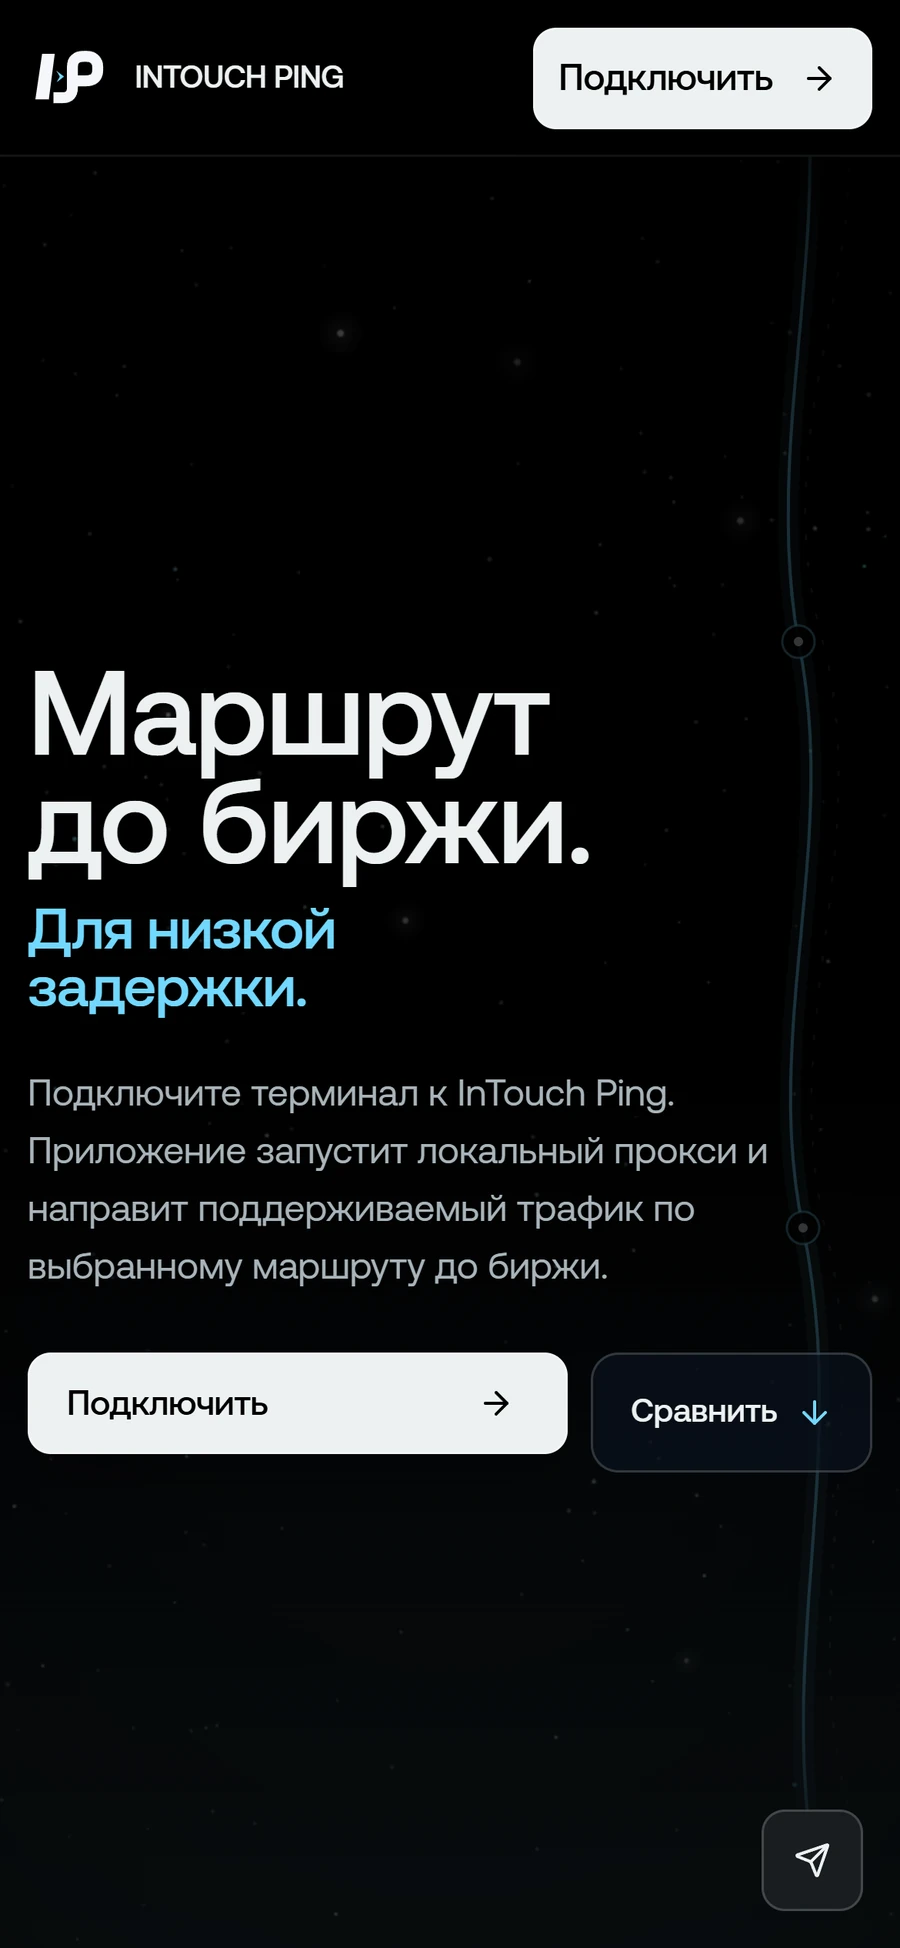 IP INTOUCH PING
Подключить
Маршрут
до биржи.
Для низкой
задержки.
Подключите терминал к InTouch Ping.
Приложение запустит локальный прокси и
направит поддерживаемый трафик по
выбранному маршруту до биржи.
Подключить
Сравнить